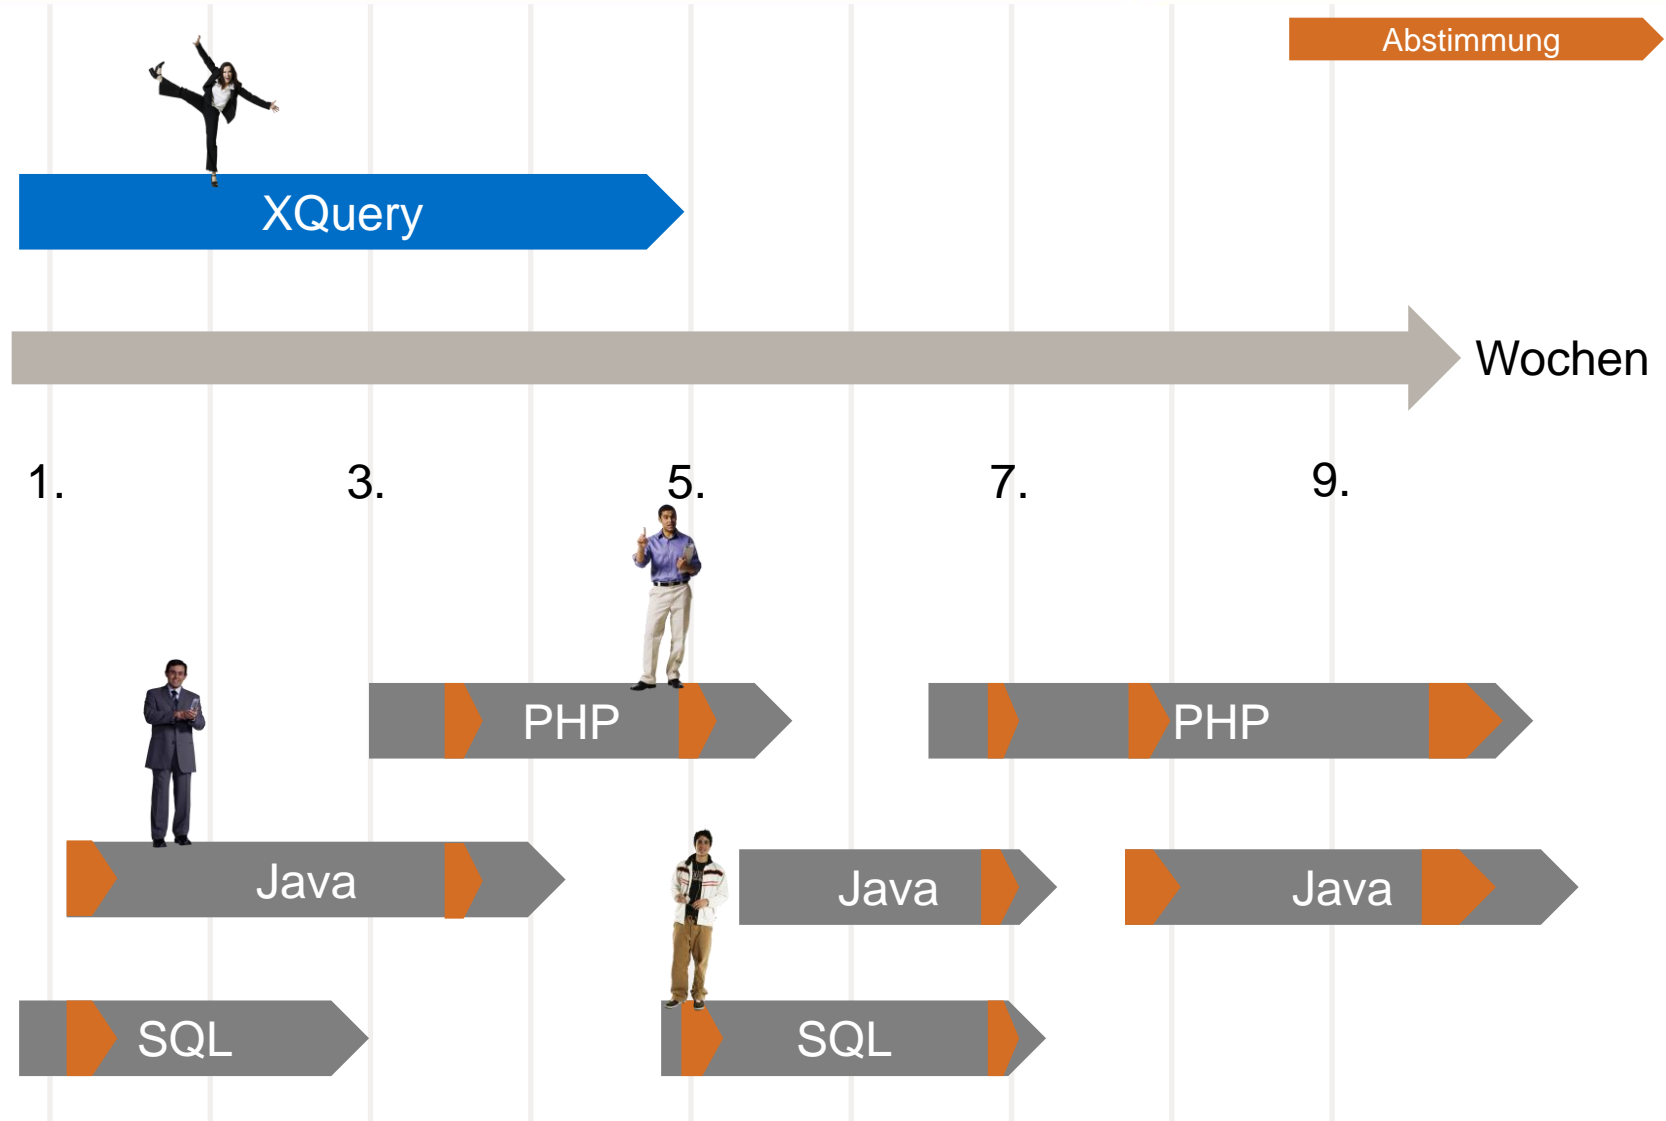 Abstimmung
XQuery
Wochen
1. 3. 5. 7. 9.
PHP PHP
Java Java Java
SQL SQL